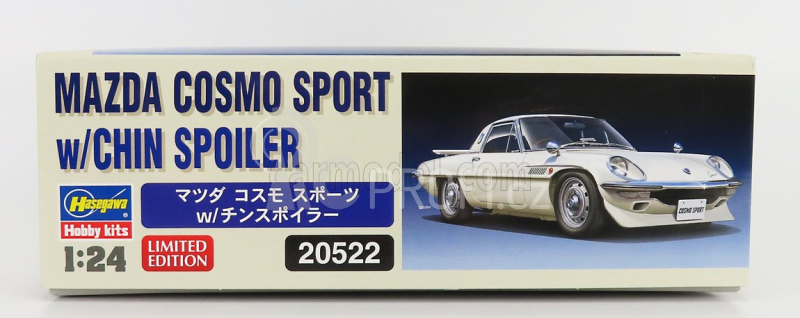 MAZDA COSMO SPORT
w/CHIN SPOILER
マツダ コスモ スポーツ
w/チンスポイラー
Hasegawa
Hobby kits
1:24
LIMITED
EDITION
20522
COSMO SPORT